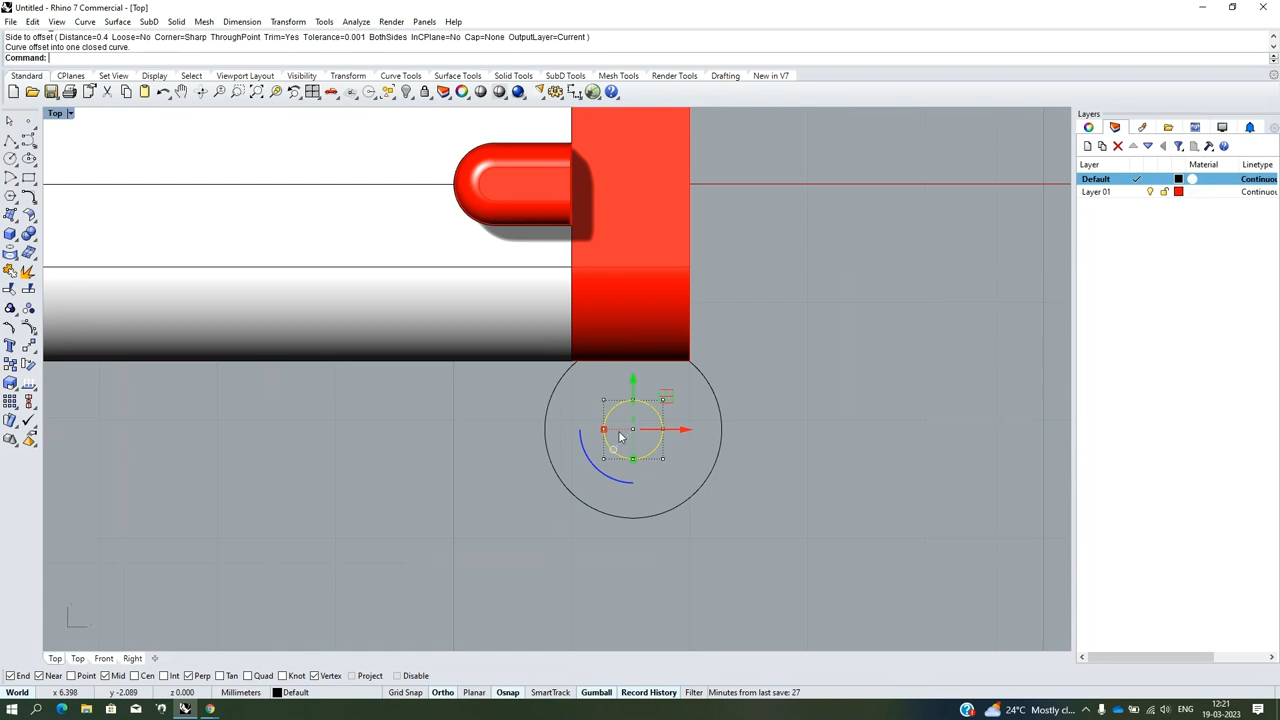 Untitled - Rhino 7 Commercial - [Top]
File Edit View Curve Surface SubD Solid Mesh Dimension Transform Tools Analyze Render Panels Help
Side to offset ( Distance=0.4 Loose=No Corner=Sharp ThroughPoint Trim=Yes Tolerance=0.001 BothSides InCPlane=No Cap=None OutputLayer=Current )
Curve offset into one closed curve.
Command:
Standard CPlanes Set View Display Select Viewport Layout Visibility Transform Curve Tools Surface Tools Solid Tools SubD Tools Mesh Tools Render Tools Drafting New in V7
Top
Layers
Layer Material Linetype
Default Continuous
Layer 01 Continuous
Top Top Front Right
End Near Point Mid Cen Int Perp Tan Quad Knot Vertex Project Disable
World x 6.398 y -2.089 z 0.000 Millimeters Default Grid Snap Ortho Planar Osnap SmartTrack Gumball Record History Filter Minutes from last save: 27
24°C Mostly cl... ENG 12:21
19-03-2023